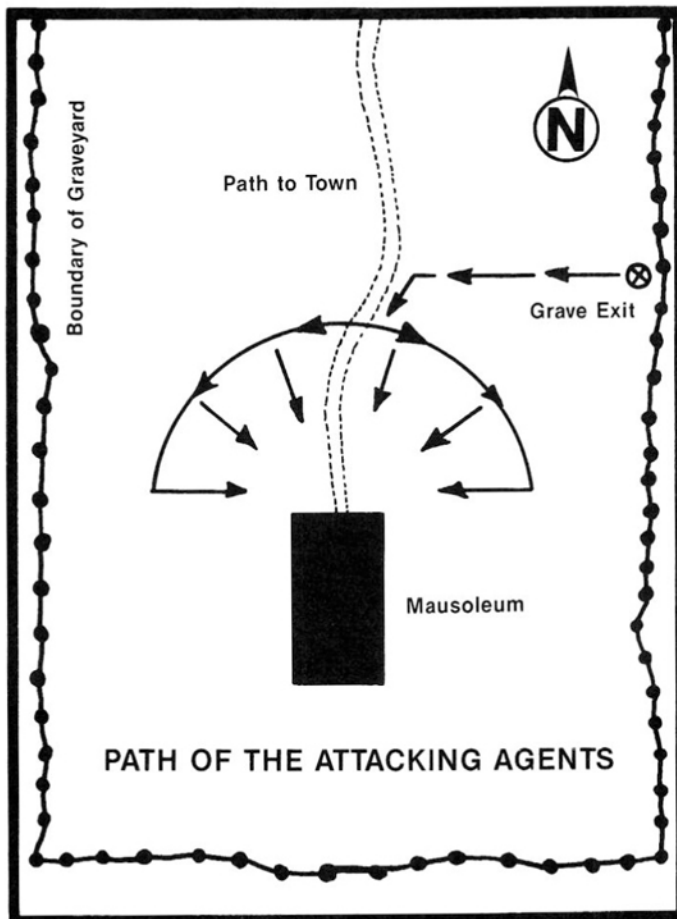 N
Path to Town
Boundary of Graveyard
Grave Exit
Mausoleum
PATH OF THE ATTACKING AGENTS